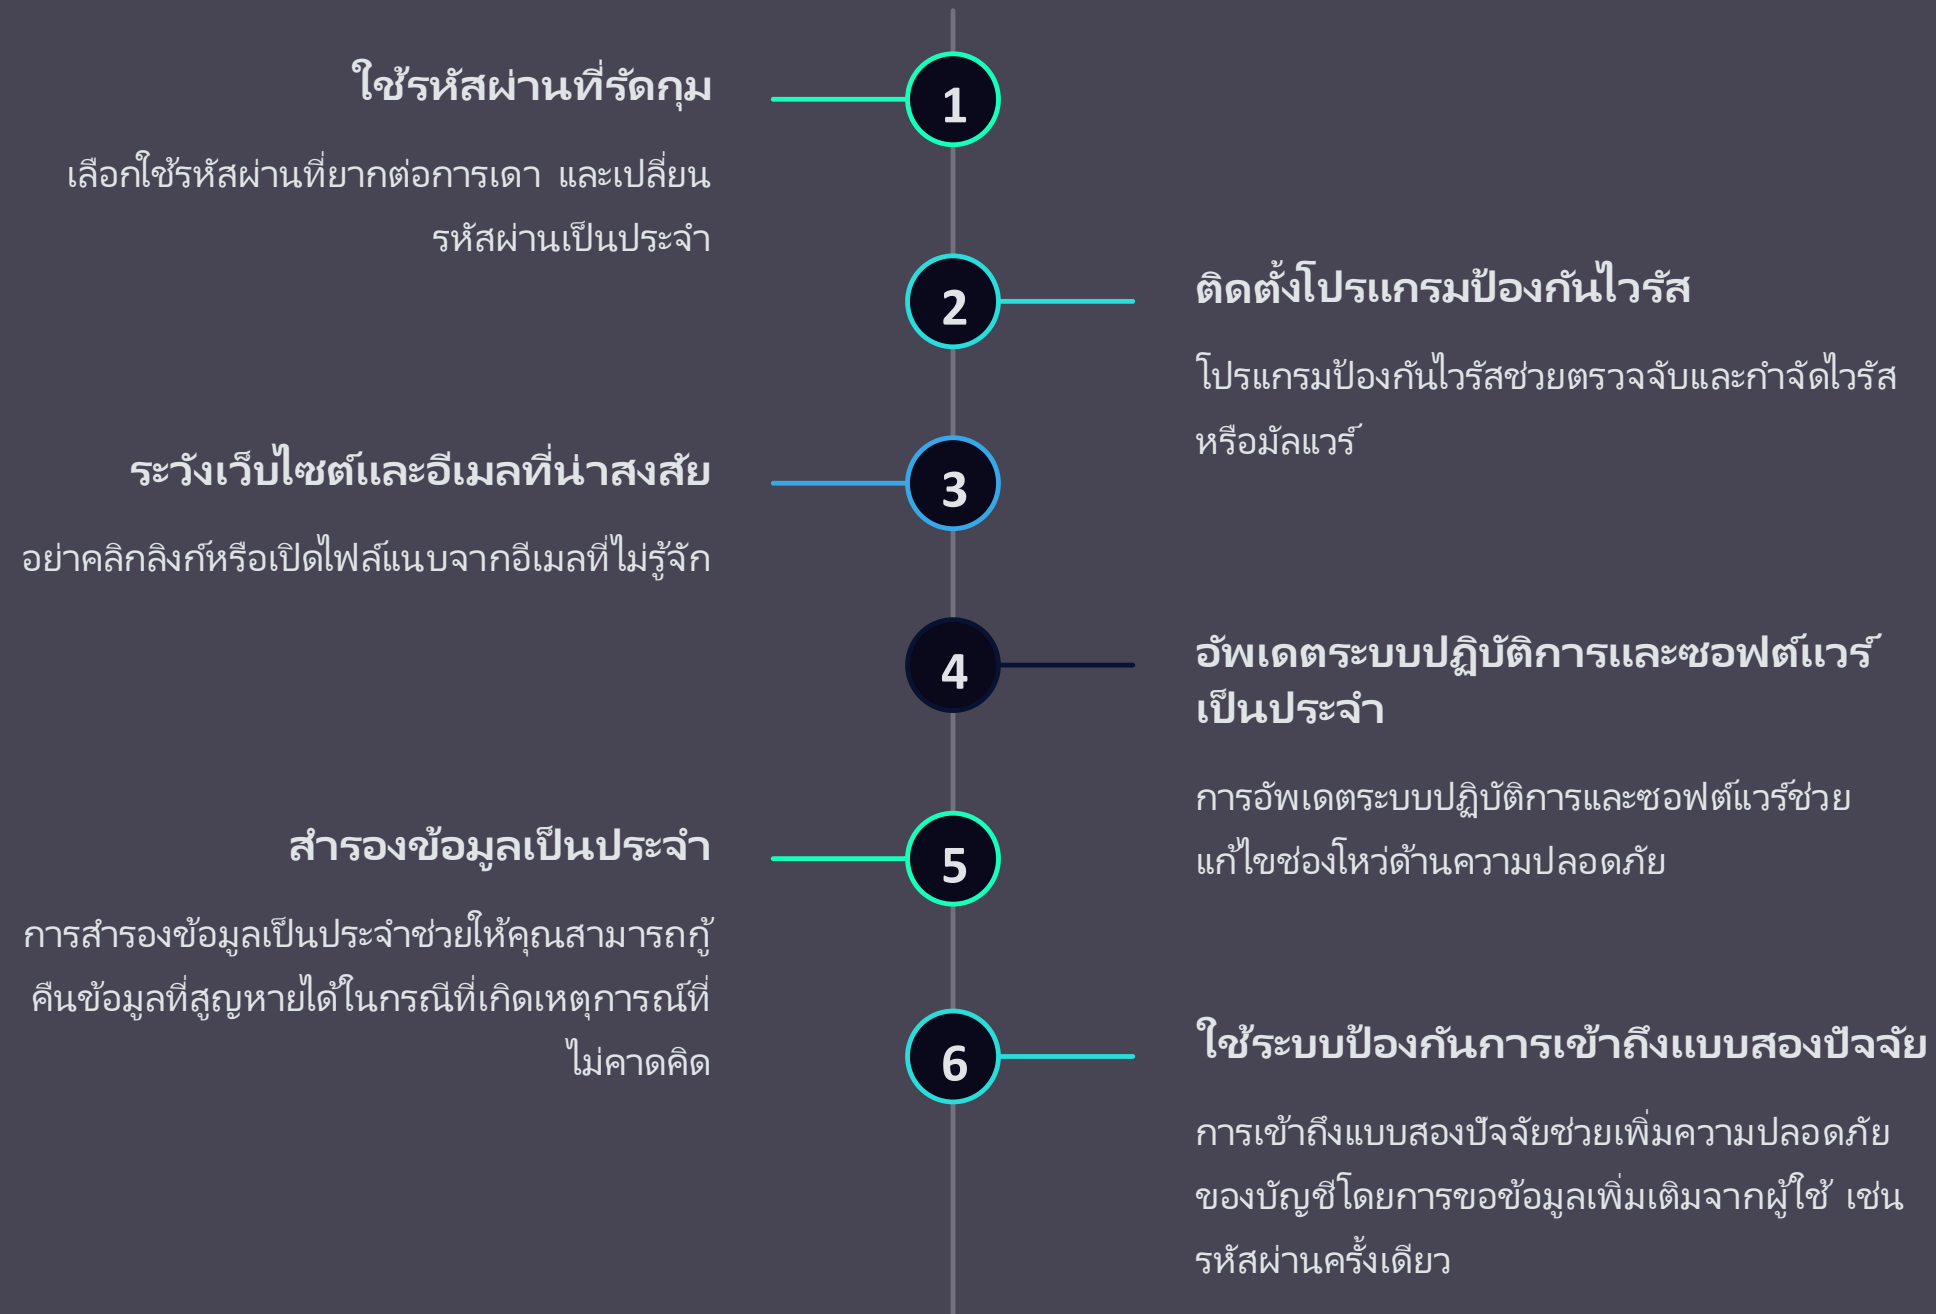 1
ใช้รหัสผ่านที่รัดกุม
เลือกใช้รหัสผ่านที่ยากต่อการเดา และเปลี่ยน
รหัสผ่านเป็นประจำ
2
ติดตั้งโปรแกรมป้องกันไวรัส
โปรแกรมป้องกันไวรัสช่วยตรวจจับและกำจัดไวรัส
หรือมัลแวร์
3
ระวังเว็บไซต์และอีเมลที่น่าสงสัย
อย่าคลิกลิงก์หรือเปิดไฟล์แนบจากอีเมลที่ไม่รู้จัก
4
อัพเดตระบบปฏิบัติการและซอฟต์แวร์
เป็นประจำ
การอัพเดตระบบปฏิบัติการและซอฟต์แวร์ช่วย
แก้ไขช่องโหว่ด้านความปลอดภัย
5
สำรองข้อมูลเป็นประจำ
การสำรองข้อมูลเป็นประจำช่วยให้คุณสามารถกู้
คืนข้อมูลที่สูญหายได้ในกรณีที่เกิดเหตุการณ์ที่
ไม่คาดคิด
6
ใช้ระบบป้องกันการเข้าถึงแบบสองปัจจัย
การเข้าถึงแบบสองปัจจัยช่วยเพิ่มความปลอดภัย
ของบัญชีโดยการขอข้อมูลเพิ่มเติมจากผู้ใช้ เช่น
รหัสผ่านครั้งเดียว